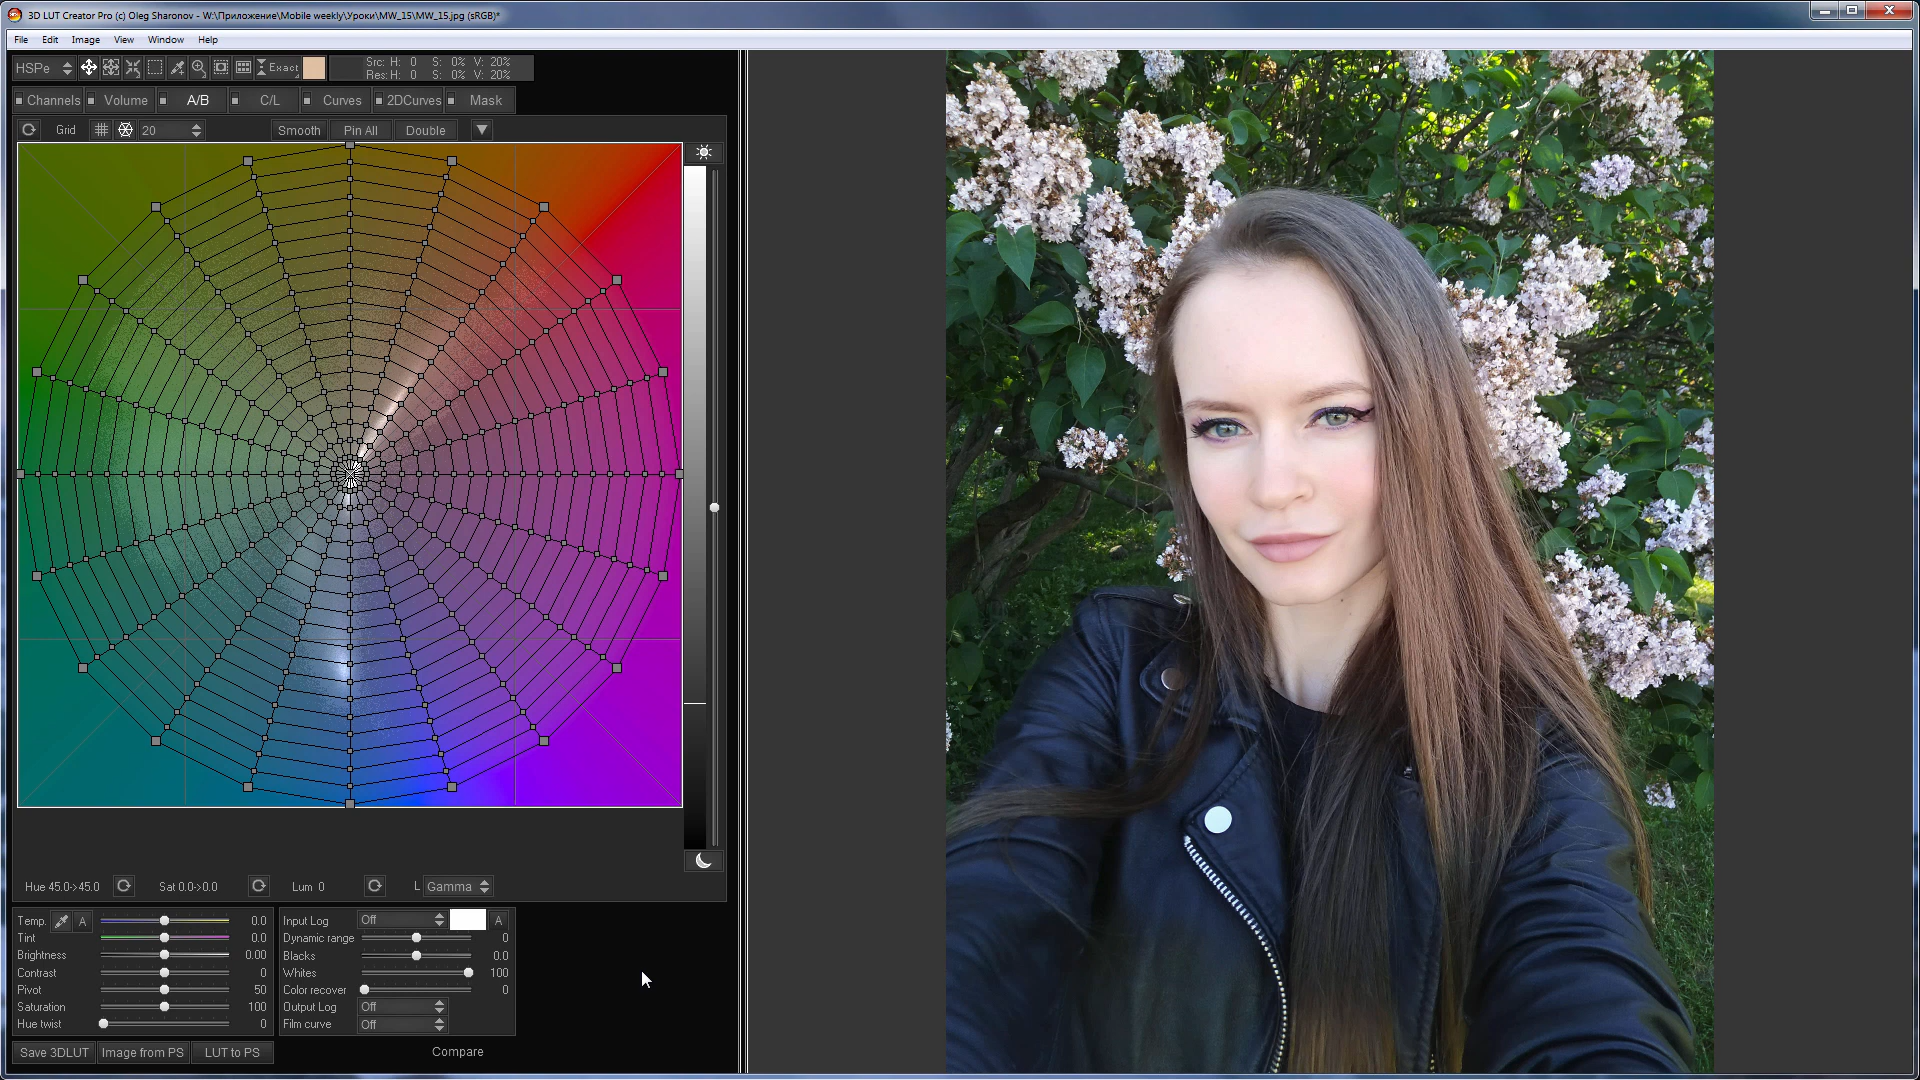 3D LUT Creator Pro (c) Oleg Sharonov - W:\Приложение\Mobile weekly\Уроки\MW_15\MW_15.jpg (sRGB)*
File Edit Image View Window Help
HSPe Exact Src: H: 0 S: 0% V: 20%
Res: H: 0 S: 0% V: 20%
Channels Volume A/B C/L Curves 2DCurves Mask
Grid 20 Smooth Pin All Double
Hue 45.0->45.0 Sat 0.0->0.0 Lum 0 L Gamma
Temp. A 0.0
Tint 0.0
Brightness 0.00
Contrast 0
Pivot 50
Saturation 100
Hue twist 0
Input Log Off A
Dynamic range 0
Blacks 0.0
Whites 100
Color recover 0
Output Log Off
Film curve Off
Save 3DLUT Image from PS LUT to PS Compare